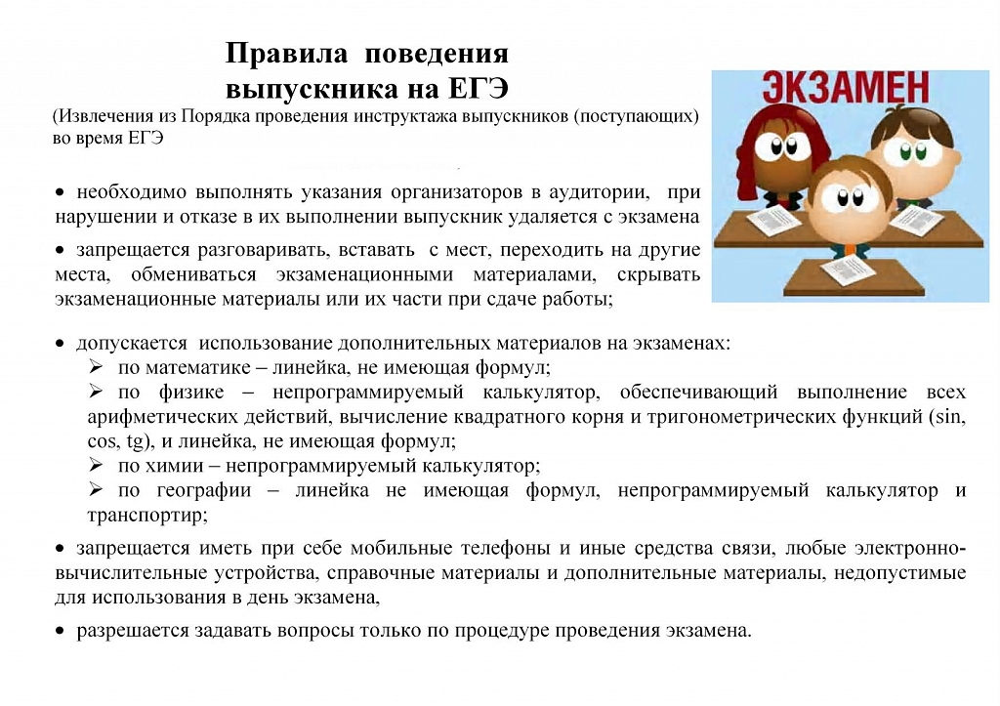 Правила поведения
выпускника на ЕГЭ
(Извлечения из Порядка проведения инструктажа выпускников (поступающих)
во время ЕГЭ
ЭКЗАМЕН
• необходимо выполнять указания организаторов в аудитории, при
нарушении и отказе в их выполнении выпускник удаляется с экзамена
• запрещается разговаривать, вставать с мест, переходить на другие
места, обмениваться экзаменационными материалами, скрывать
экзаменационные материалы или их части при сдаче работы;
• допускается использование дополнительных материалов на экзаменах:
➢ по математике – линейка, не имеющая формул;
➢ по физике – непрограммируемый калькулятор, обеспечивающий выполнение всех
арифметических действий, вычисление квадратного корня и тригонометрических функций (sin,
cos, tg), и линейка, не имеющая формул;
➢ по химии – непрограммируемый калькулятор;
➢ по географии – линейка не имеющая формул, непрограммируемый калькулятор и
транспортир;
• запрещается иметь при себе мобильные телефоны и иные средства связи, любые электронно-
вычислительные устройства, справочные материалы и дополнительные материалы, недопустимые
для использования в день экзамена,
• разрешается задавать вопросы только по процедуре проведения экзамена.